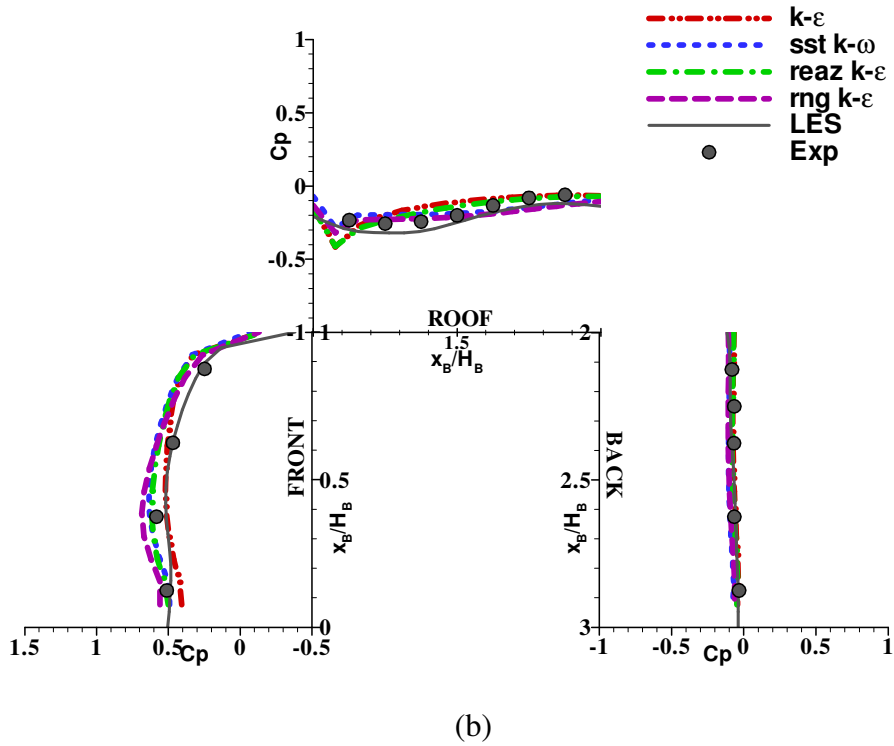 k-ε
sst k-ω
reaz k-ε
rng k-ε
LES
Exp
1
0.5
Cp
0
-0.5
-1
ROOF
1
1.5
x_B/H_B
2
FRONT
0.5
x_B/H_B
BACK
2.5
x_B/H_B
0
3
1.5
1
0.5
0
-0.5
Cp
-1
-0.5
0
0.5
1
Cp
(b)